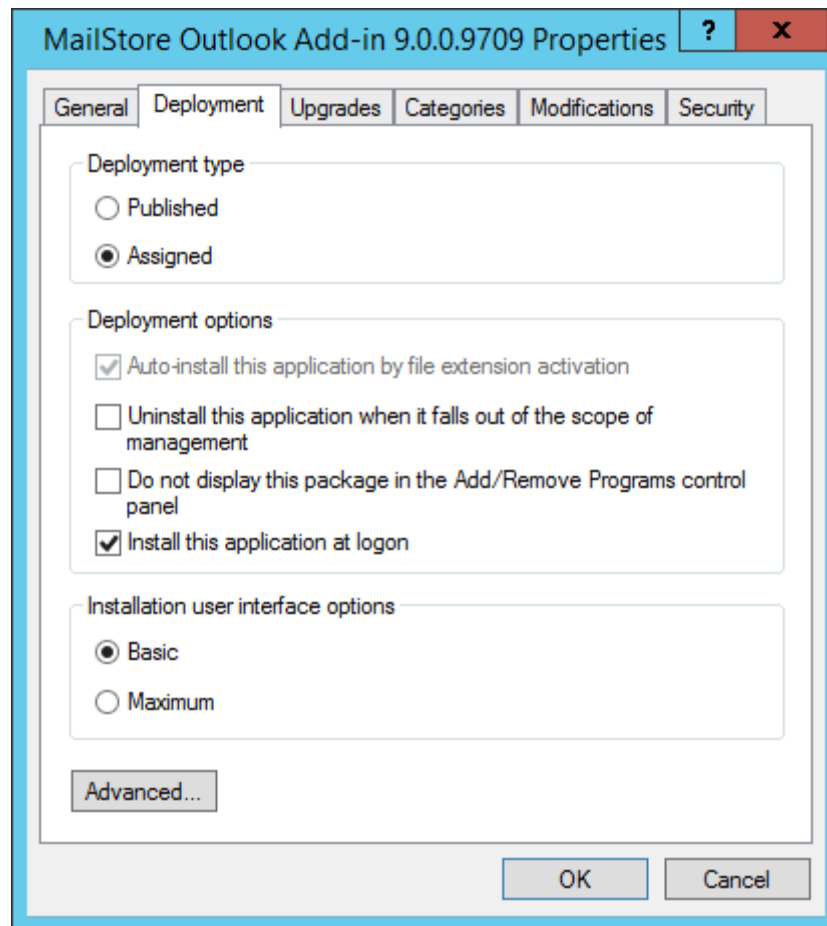 MailStore Outlook Add-in 9.0.0.9709 Properties ? x
General Deployment Upgrades Categories Modifications Security
Deployment type
Published
Assigned
Deployment options
Auto-install this application by file extension activation
Uninstall this application when it falls out of the scope of
management
Do not display this package in the Add/Remove Programs control
panel
Install this application at logon
Installation user interface options
Basic
Maximum
Advanced...
OK Cancel